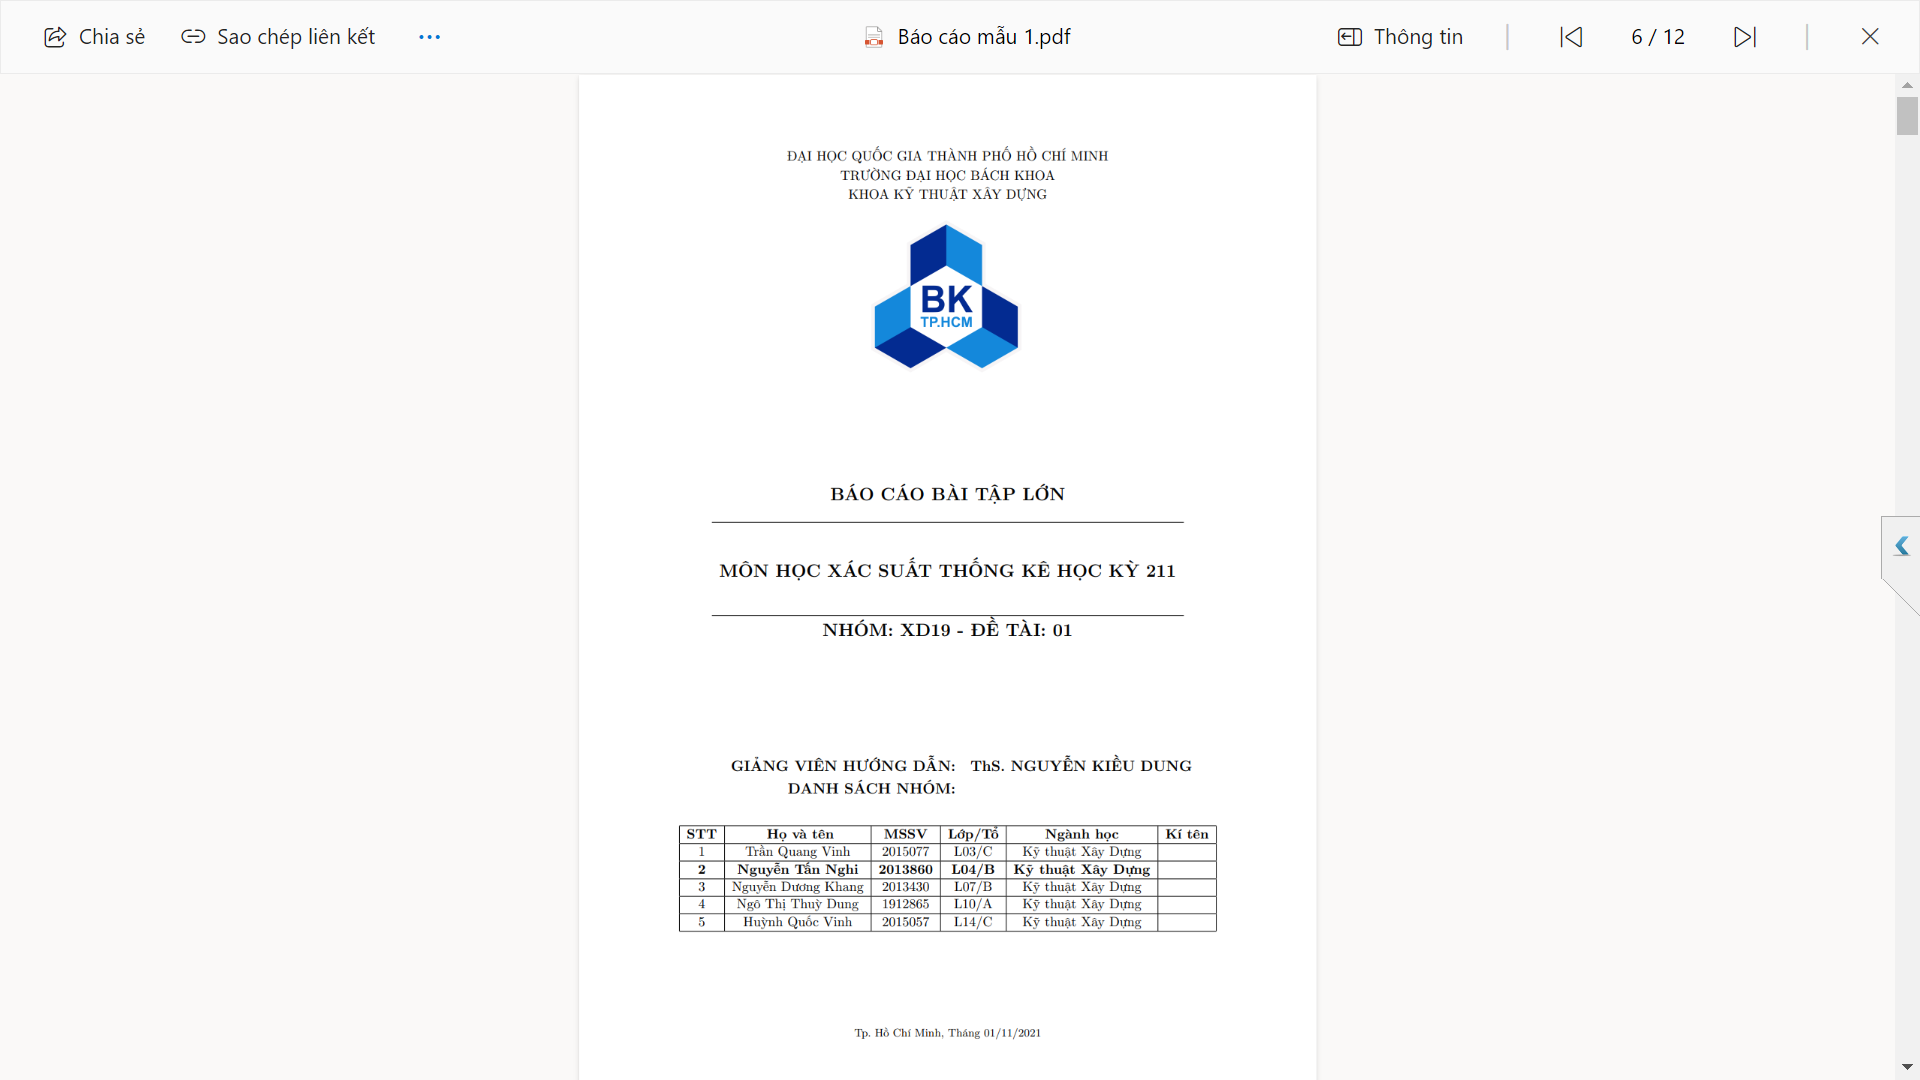 Chia sẻ Sao chép liên kết ... Báo cáo mẫu 1.pdf Thông tin 6 / 12
ĐẠI HỌC QUỐC GIA THÀNH PHỐ HỒ CHÍ MINH
TRƯỜNG ĐẠI HỌC BÁCH KHOA
KHOA KỸ THUẬT XÂY DỰNG
BK
TP.HCM
BÁO CÁO BÀI TẬP LỚN
MÔN HỌC XÁC SUẤT THỐNG KÊ HỌC KỲ 211
NHÓM: XD19 - ĐỀ TÀI: 01
GIẢNG VIÊN HƯỚNG DẪN: ThS. NGUYỄN KIỀU DUNG
DANH SÁCH NHÓM:
STT Họ và tên MSSV Lớp/Tổ Ngành học Kí tên
1 Trần Quang Vinh 2015077 L03/C Kỹ thuật Xây Dựng
2 Nguyễn Tấn Nghi 2013860 L04/B Kỹ thuật Xây Dựng
3 Nguyễn Dương Khang 2013430 L07/B Kỹ thuật Xây Dựng
4 Ngô Thị Thuỳ Dung 1912865 L10/A Kỹ thuật Xây Dựng
5 Huỳnh Quốc Vinh 2015057 L14/C Kỹ thuật Xây Dựng
Tp. Hồ Chí Minh, Tháng 01/11/2021